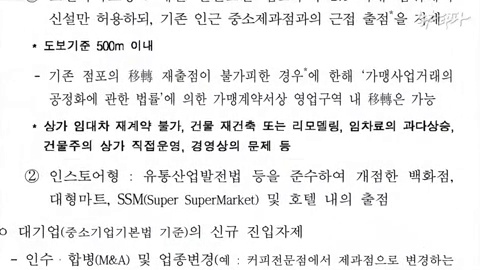 신설만 허용하되, 기존 인근 중소제과점과의 근접 출점*을
* 도보기준 500m 이내
- 기존 점포의 移轉 재출점이 불가피한 경우*에 한해 '가맹사업거래의
공정화에 관한 법률'에 의한 가맹계약서상 영업구역 내 移轉은 가능
* 상가 임대차 재계약 불가, 건물 재건축 또는 리모델링, 임차료의 과다상승,
건물주의 상가 직접운영, 경영상의 문제 등
② 인스토어형 : 유통산업발전법 등을 준수하여 개점한 백화점,
대형마트, SSM(Super SuperMarket) 및 호텔 내의 출점
ㅇ 대기업(중소기업기본법 기준)의 신규 진입자제
- 인수·합병(M&A) 및 업종변경(예 : 커피전문점에서 제과점으로 변경하는